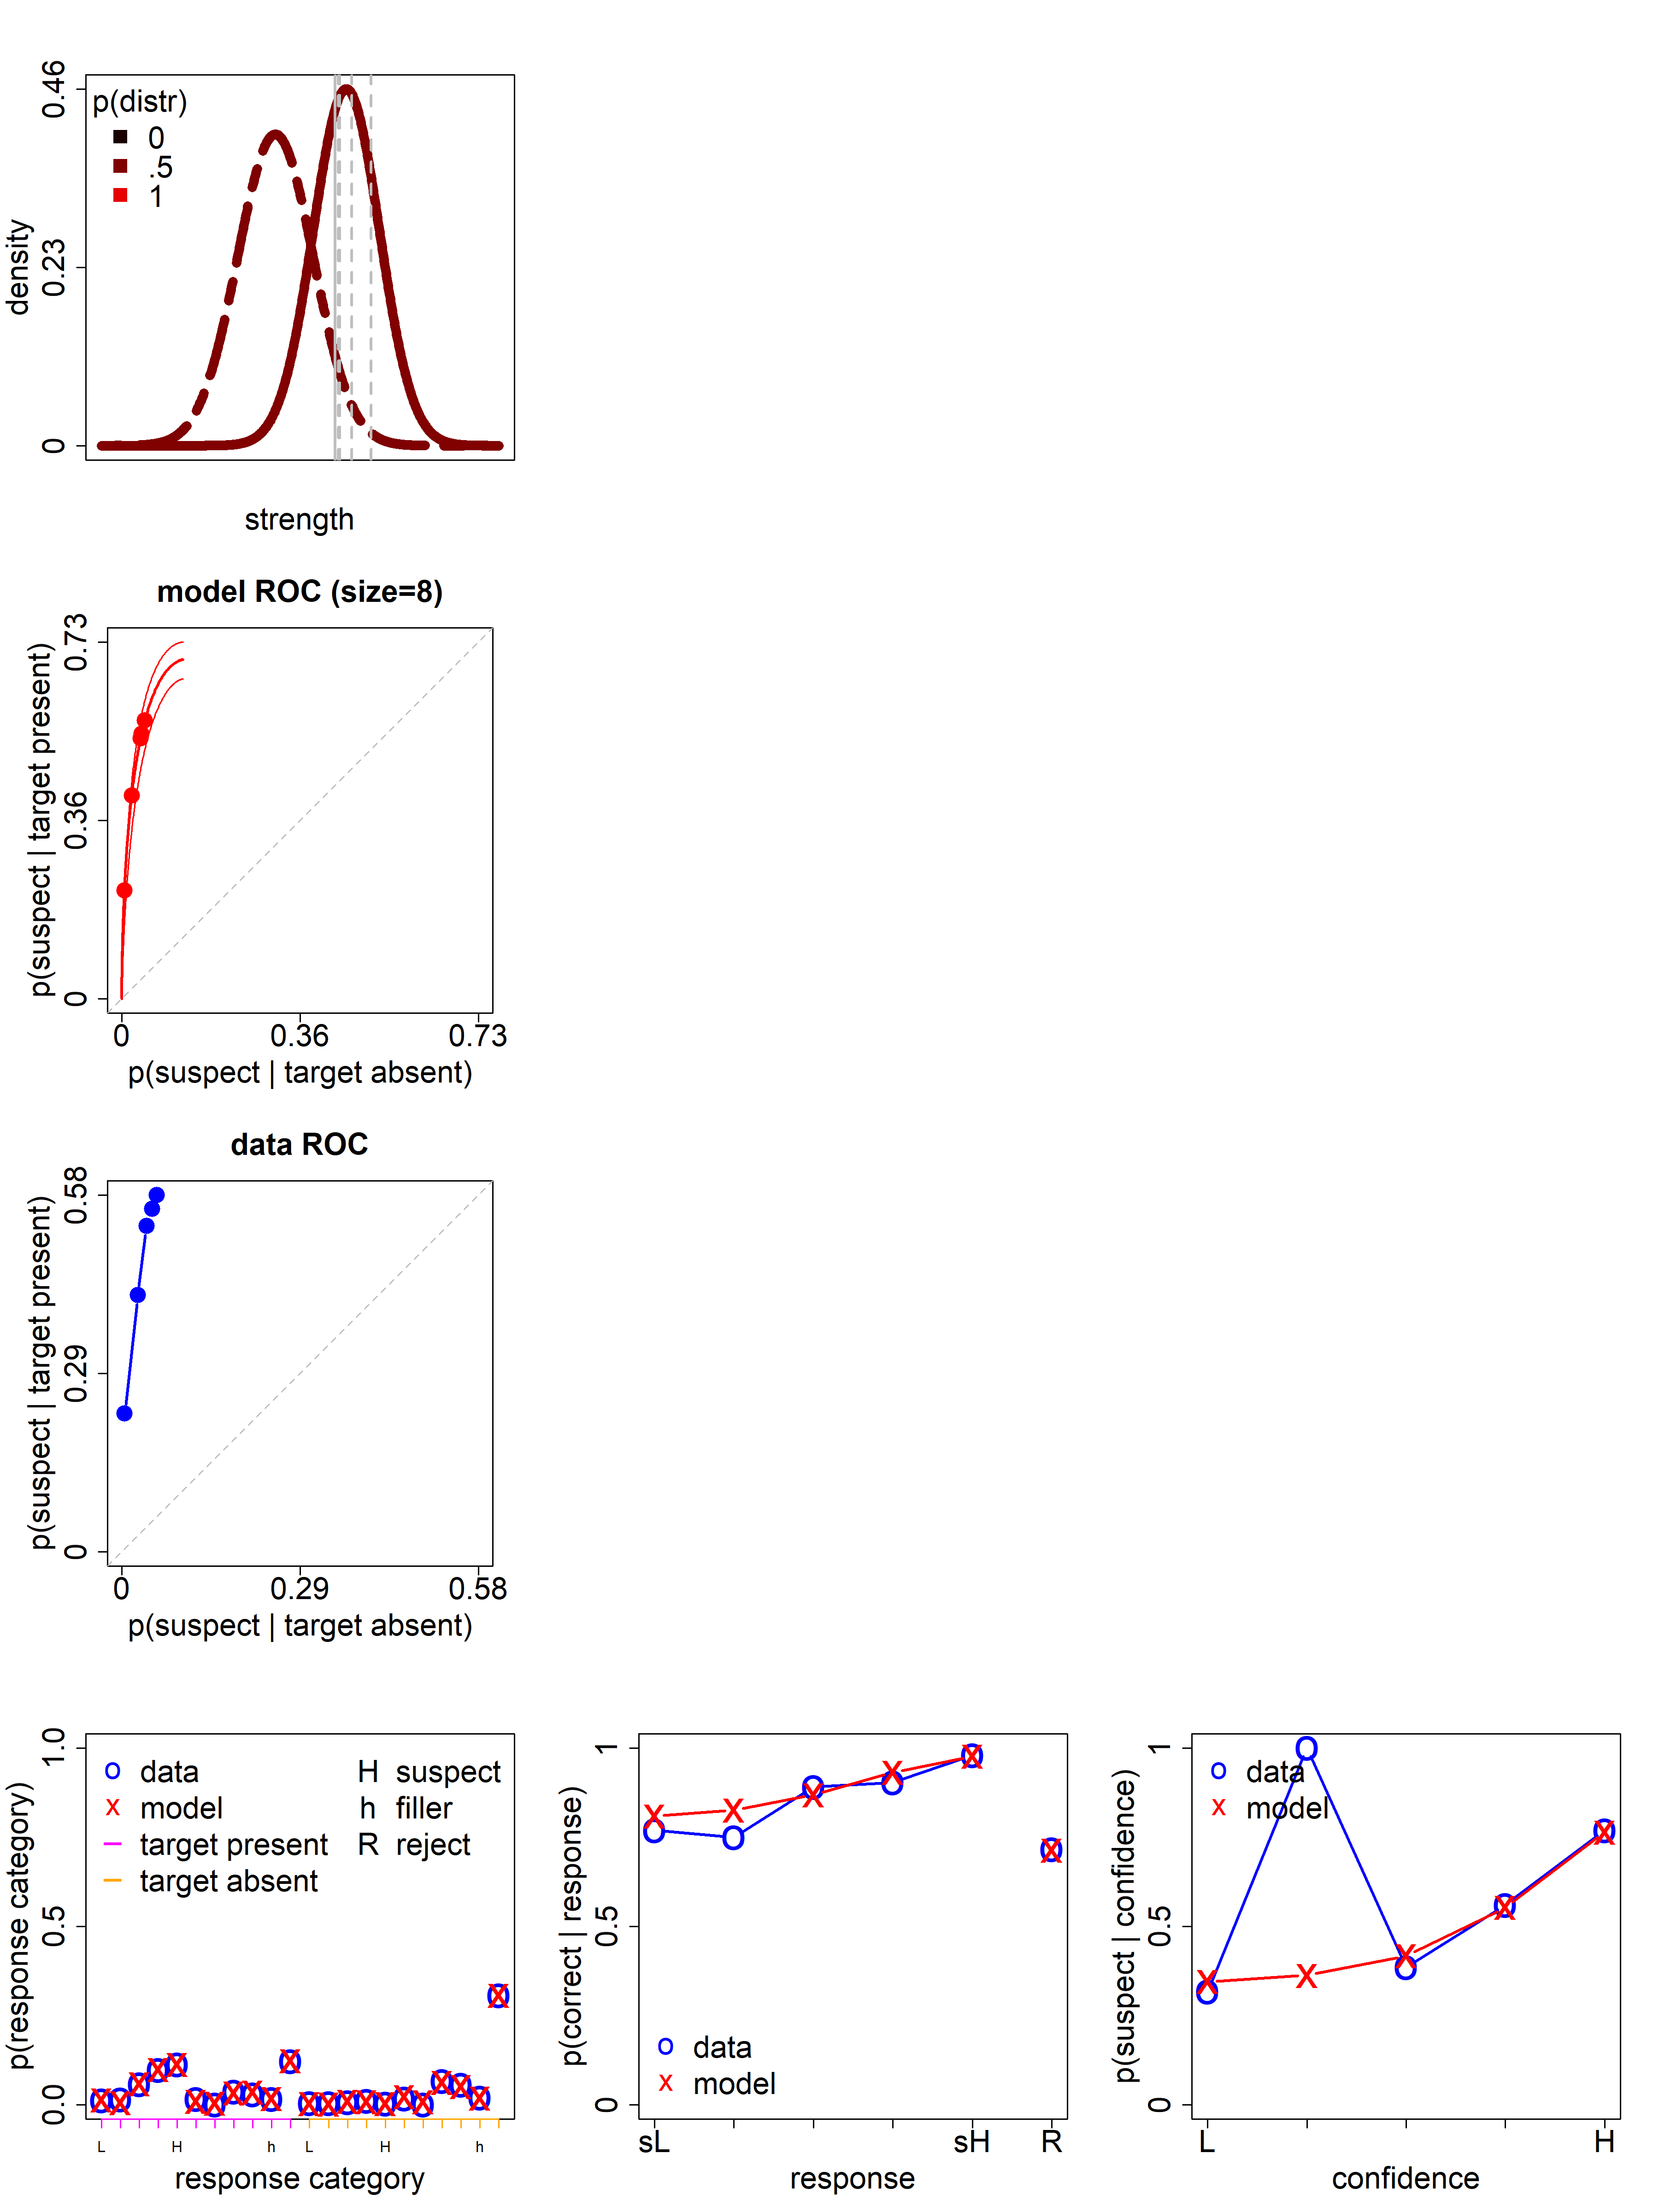 p(distr)
0
.5
1
density
0
0.23
0.46
strength
model ROC (size=8)
p(suspect | target present)
0
0.36
0.73
0
0.36
0.73
p(suspect | target absent)
data ROC
p(suspect | target present)
0
0.29
0.58
0
0.29
0.58
p(suspect | target absent)
p(response category)
0.0
0.5
1.0
o data H suspect
x model h filler
target present R reject
target absent
L H h L H h
response category
p(correct | response)
0
0.5
1
o data
x model
sL sH R
response
p(suspect | confidence)
0
0.5
1
o data
x model
L H
confidence